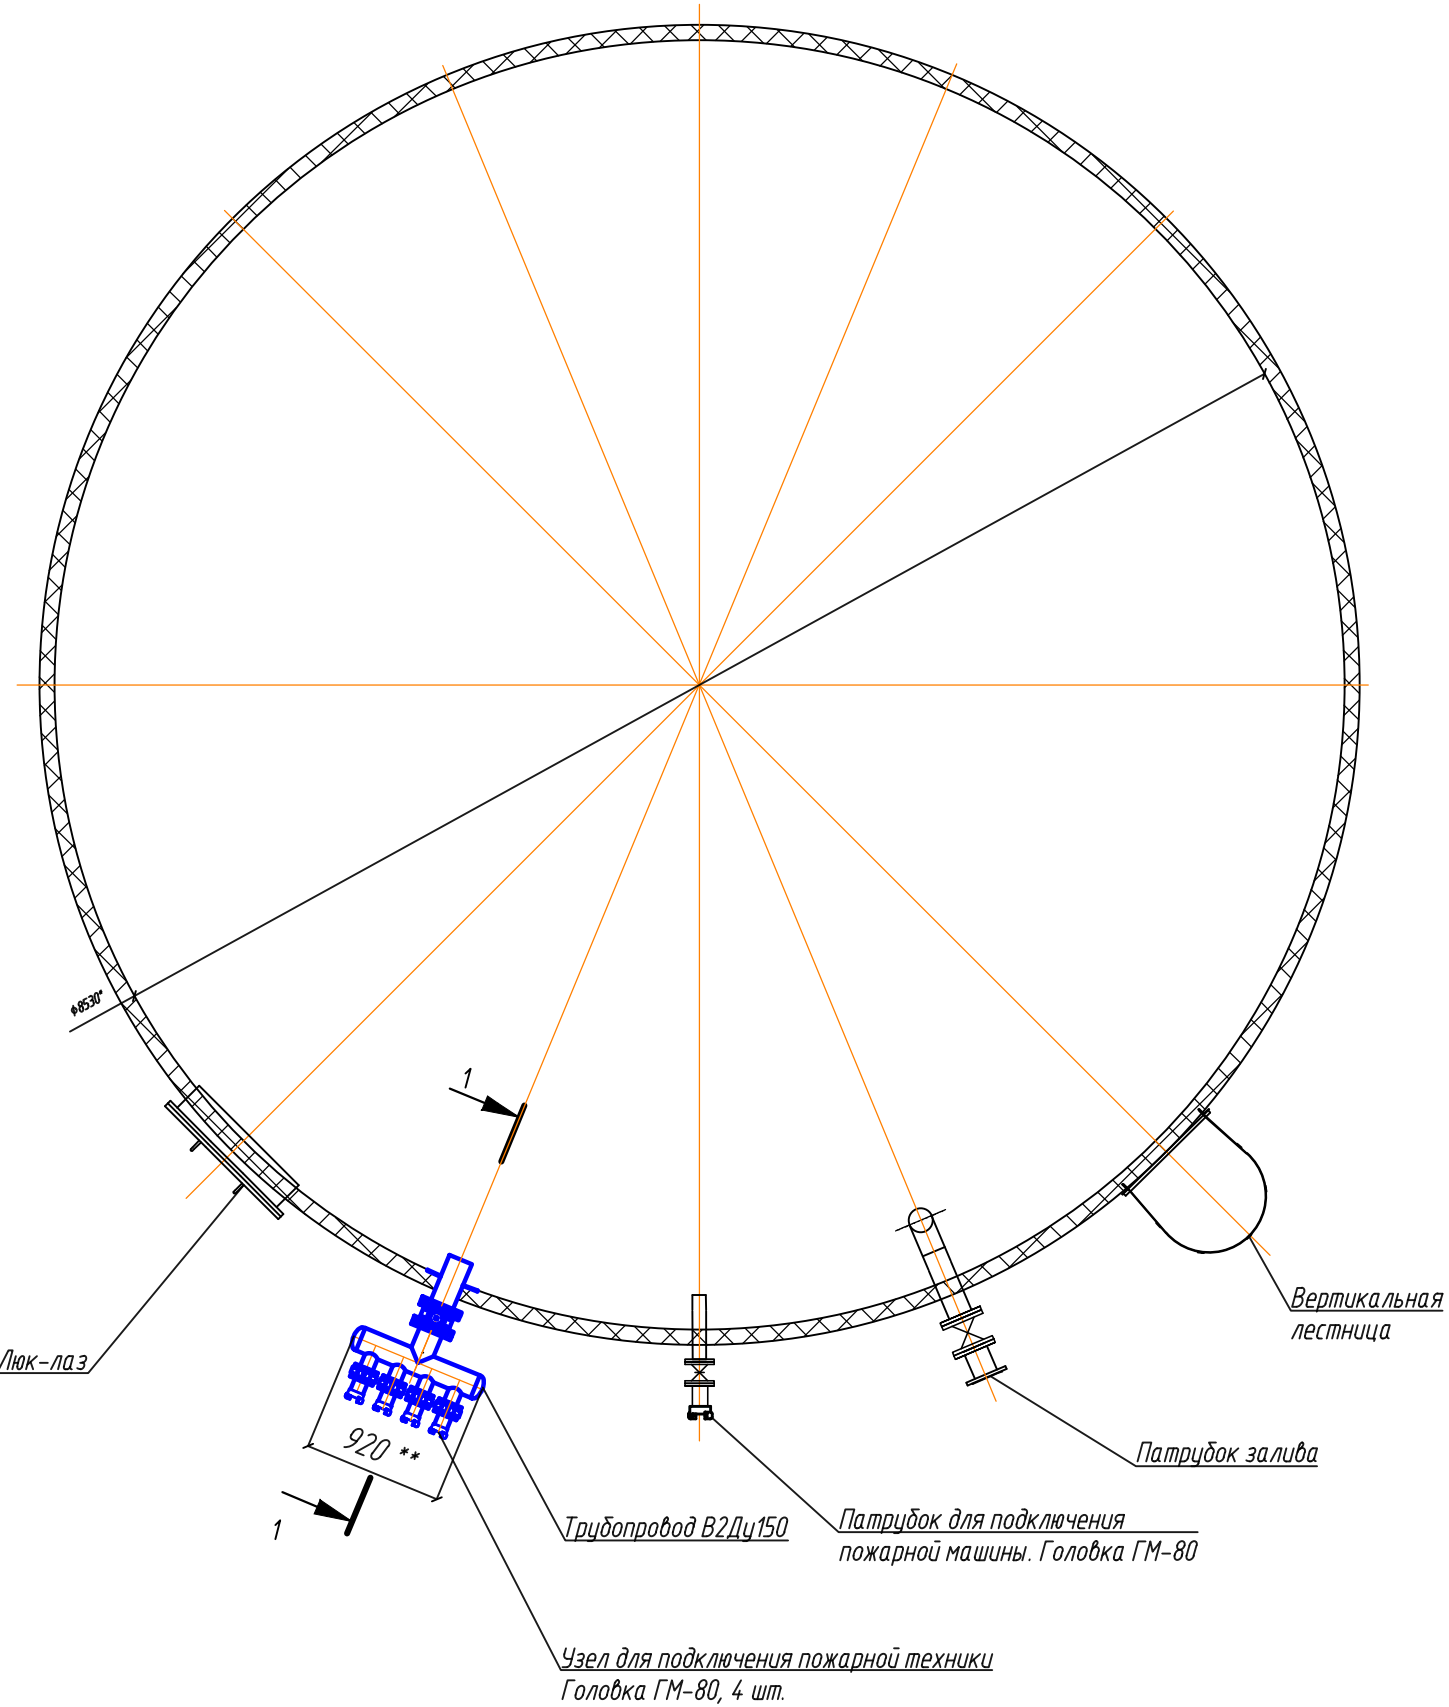 ⌀8530*
1
Вертикальная
лестница
Люк-лаз
920 **
Патрубок залива
1
Трубопровод В2Ду150
Патрубок для подключения
пожарной машины. Головка ГМ-80
Узел для подключения пожарной техники
Головка ГМ-80, 4 шт.